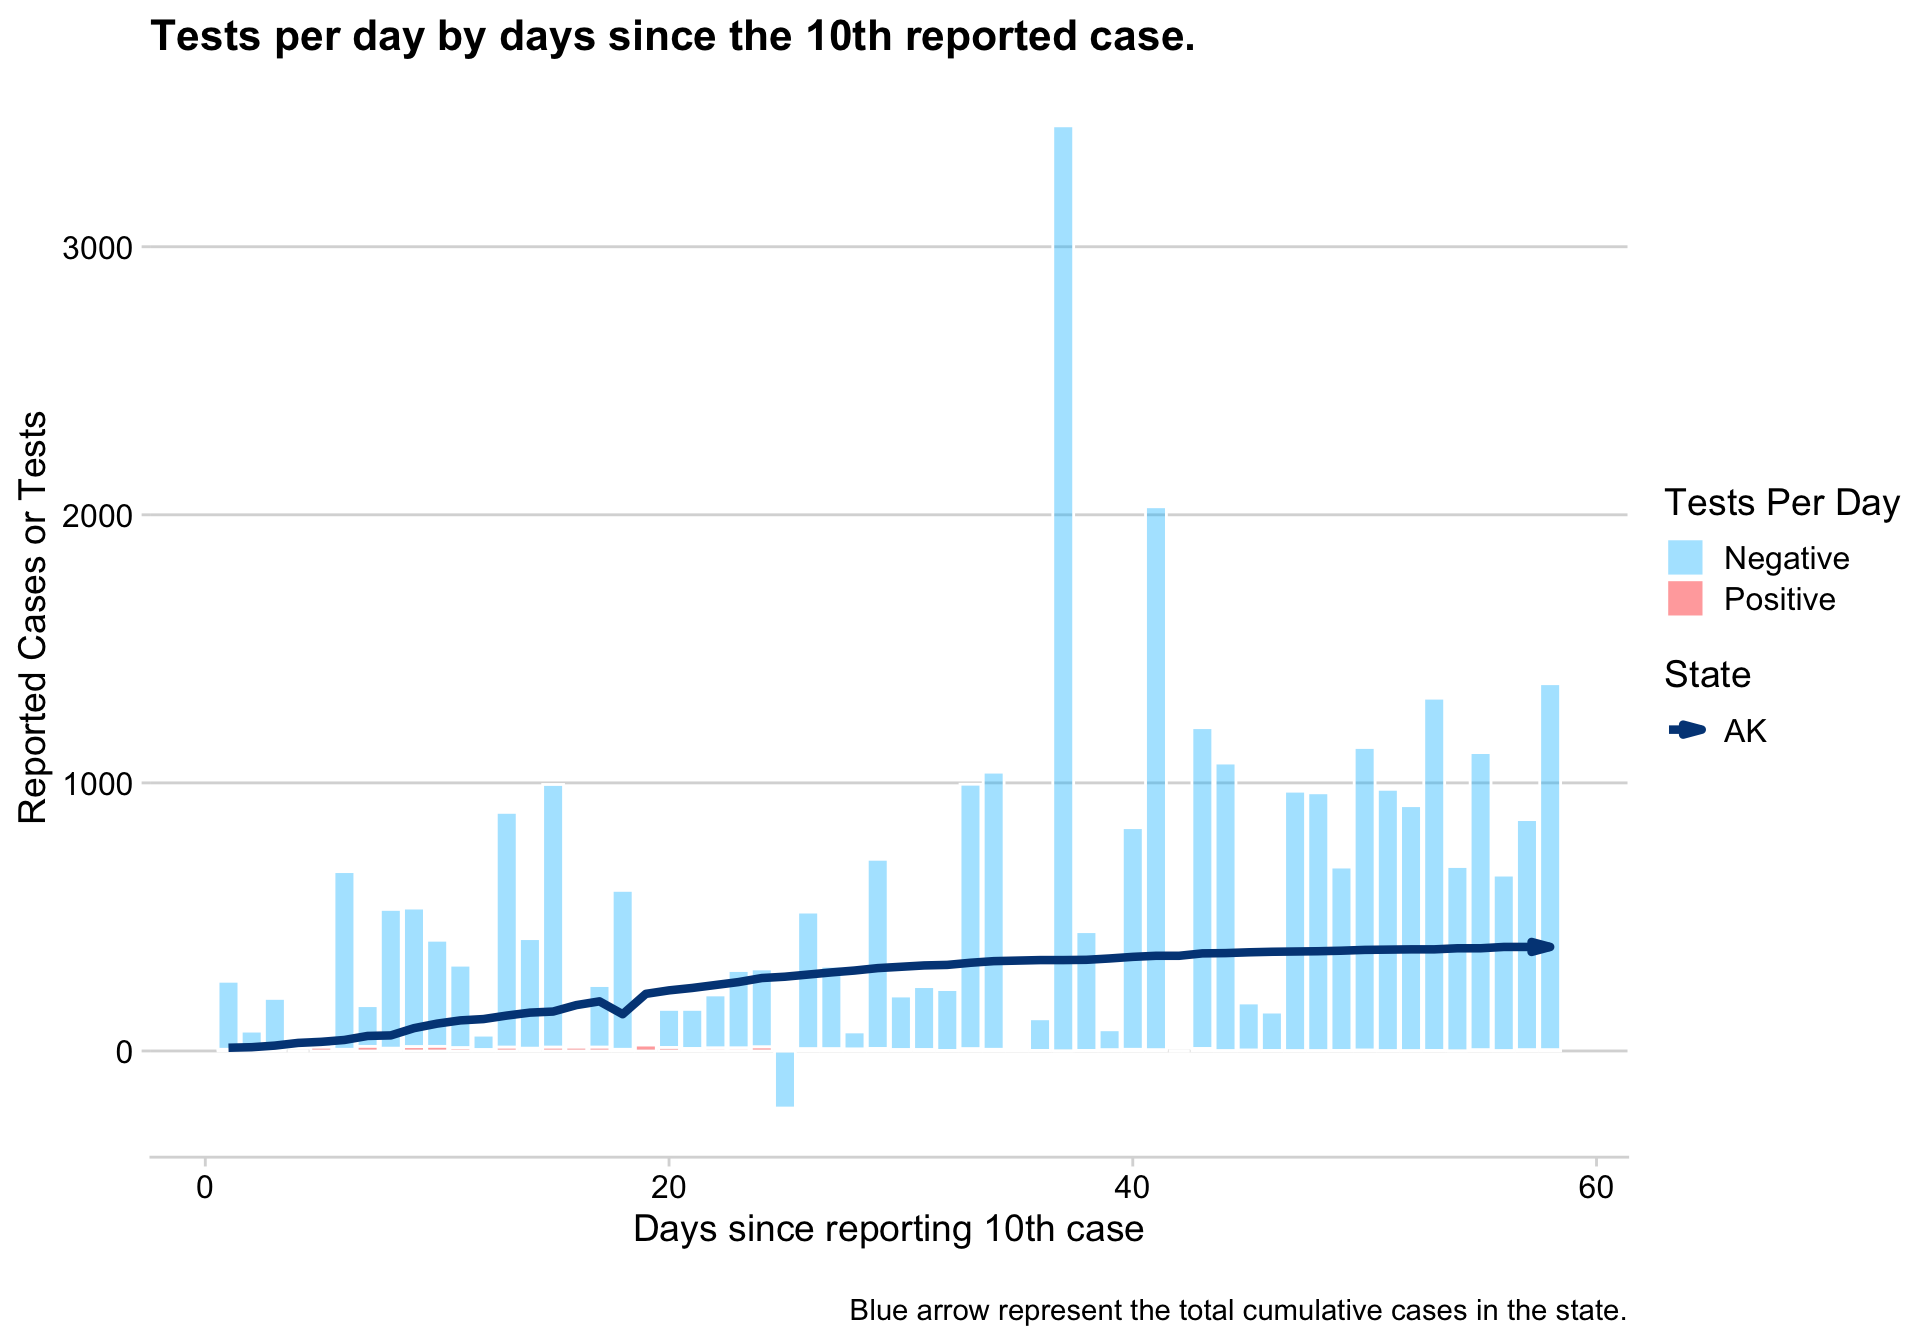 Tests per day by days since the 10th reported case.
Reported Cases or Tests
3000
2000
1000
0
0
20
40
60
Days since reporting 10th case
Tests Per Day
Negative
Positive
State
AK
Blue arrow represent the total cumulative cases in the state.